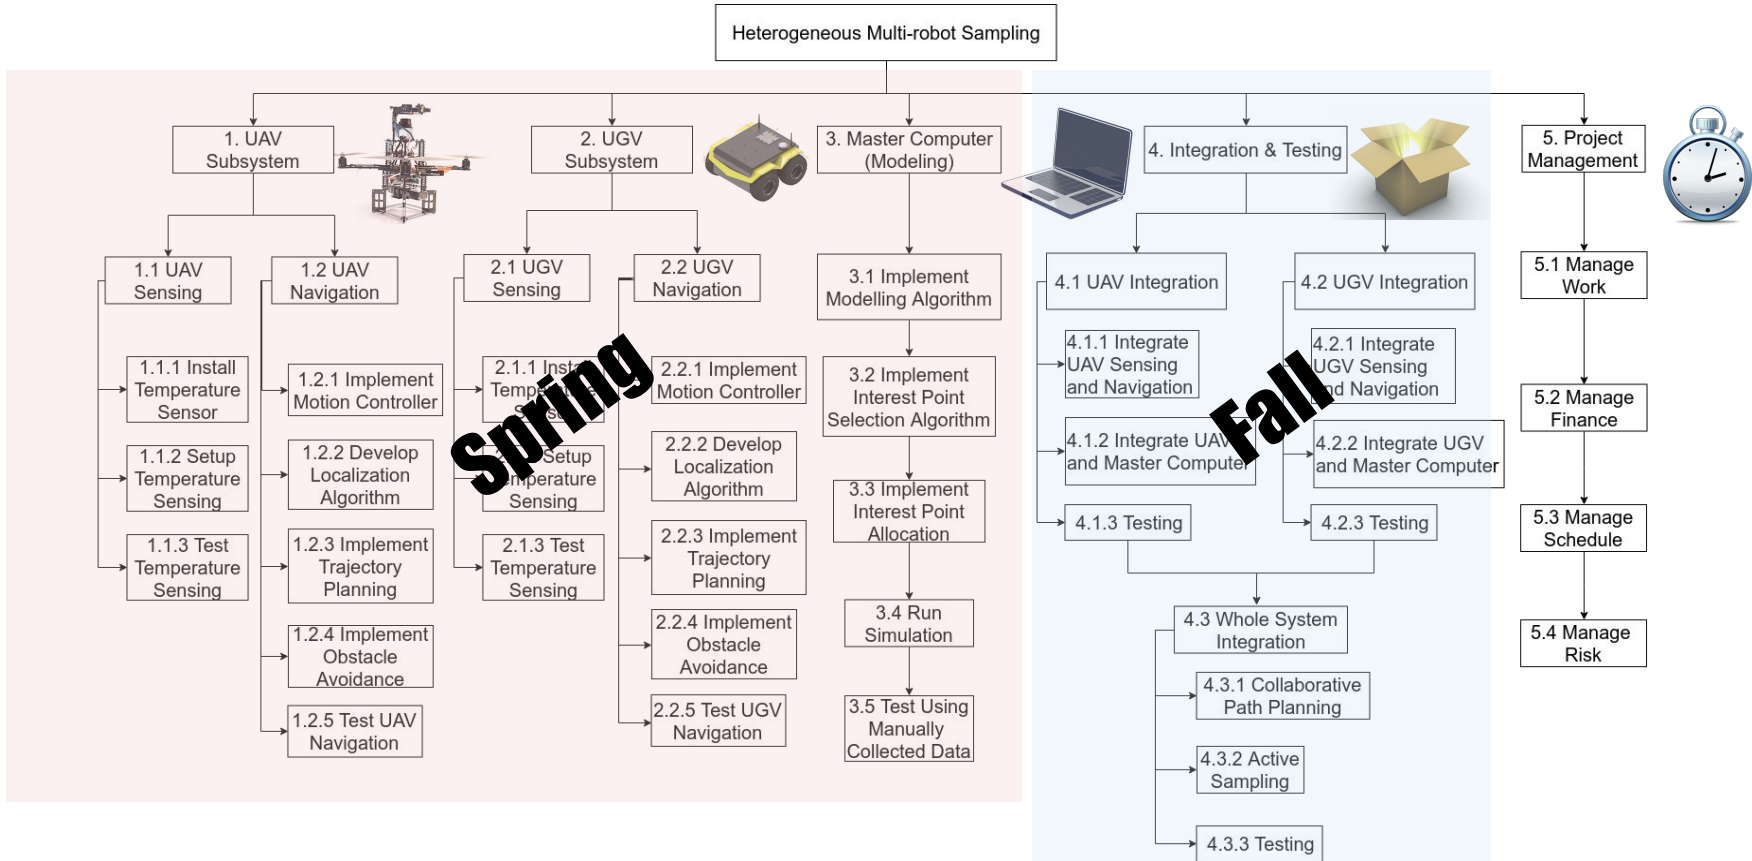 Heterogeneous Multi-robot Sampling
1. UAV
Subsystem
2. UGV
Subsystem
3. Master Computer
(Modeling)
4. Integration & Testing
5. Project
Management
1.1 UAV
Sensing
1.1.1 Install
Temperature
Sensor
1.1.2 Setup
Temperature
Sensing
1.1.3 Test
Temperature
Sensing
1.2 UAV
Navigation
1.2.1 Implement
Motion Controller
1.2.2 Develop
Localization
Algorithm
1.2.3 Implement
Trajectory
Planning
1.2.4 Implement
Obstacle
Avoidance
1.2.5 Test UAV
Navigation
2.1 UGV
Sensing
2.1.1 Install
Temperature
Setup
Temperature
Sensing
2.1.3 Test
Temperature
Sensing
Spring
2.2 UGV
Navigation
2.2.1 Implement
Motion Controller
2.2.2 Develop
Localization
Algorithm
2.2.3 Implement
Trajectory
Planning
2.2.4 Implement
Obstacle
Avoidance
2.2.5 Test UGV
Navigation
3.1 Implement
Modelling Algorithm
3.2 Implement
Interest Point
Selection Algorithm
3.3 Implement
Interest Point
Allocation
3.4 Run
Simulation
3.5 Test Using
Manually
Collected Data
4.1 UAV Integration
4.1.1 Integrate
UAV Sensing
and Navigation
4.1.2 Integrate UAV
and Master Computer
4.1.3 Testing
Fall
4.2 UGV Integration
4.2.1 Integrate
UGV Sensing
and Navigation
4.2.2 Integrate UGV
and Master Computer
4.2.3 Testing
4.3 Whole System
Integration
4.3.1 Collaborative
Path Planning
4.3.2 Active
Sampling
4.3.3 Testing
5.1 Manage
Work
5.2 Manage
Finance
5.3 Manage
Schedule
5.4 Manage
Risk